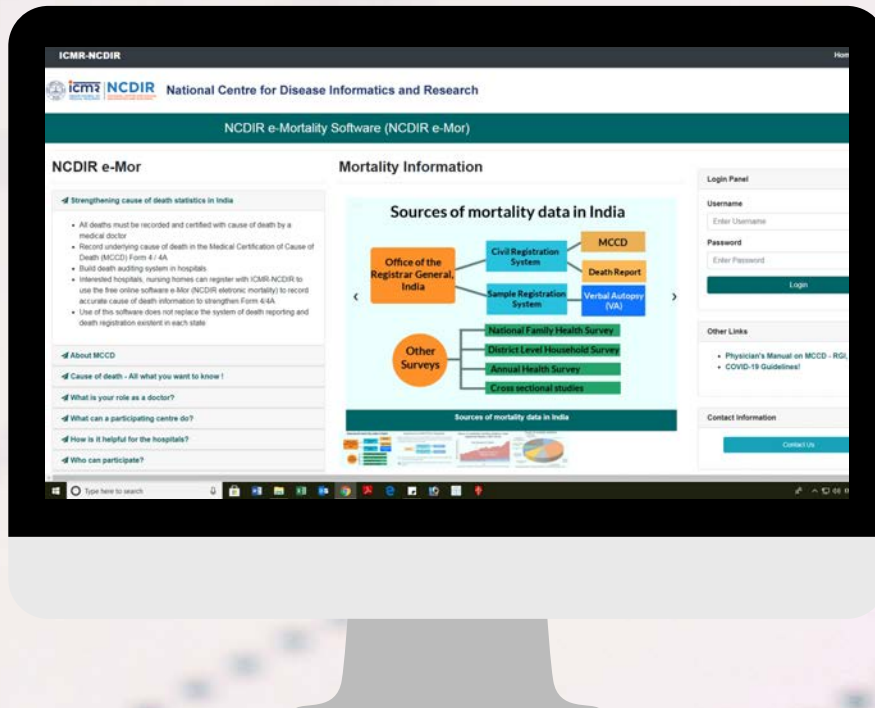 ICMR-NCDIR
Hom
icmr NCDIR National Centre for Disease Informatics and Research
NCDIR e-Mortality Software (NCDIR e-Mor)
NCDIR e-Mor
Strengthening cause of death statistics in India
• All deaths must be recorded and certified with cause of death by a
medical doctor
• Record underlying cause of death in the Medical Certification of Cause of
Death (MCCD) Form 4 / 4A
• Build death auditing system in hospitals
• Interested hospitals, nursing homes can register with ICMR-NCDIR to
use the free online software e-Mor (NCDIR eletronic mortality) to record
accurate cause of death information to strengthen Form 4/4A
• Use of this software does not replace the system of death reporting and
death registration existent in each state
About MCCD
Cause of death - All what you want to know !
What is your role as a doctor?
What can a participating centre do?
How is it helpful for the hospitals?
Who can participate?
Mortality Information
Sources of mortality data in India
Office of the
Registrar General,
India
Civil Registration
System
MCCD
Death Report
Sample Registration
System
Verbal Autopsy
(VA)
Other
Surveys
National Family Health Survey
District Level Household Survey
Annual Health Survey
Cross sectional studies
Sources of mortality data in India
Login Panel
Username
Enter Username
Password
Enter Password
Login
Other Links
• Physician's Manual on MCCD - RGI,
• COVID-19 Guidelines!
Contact Information
Contact Us
Type here to search